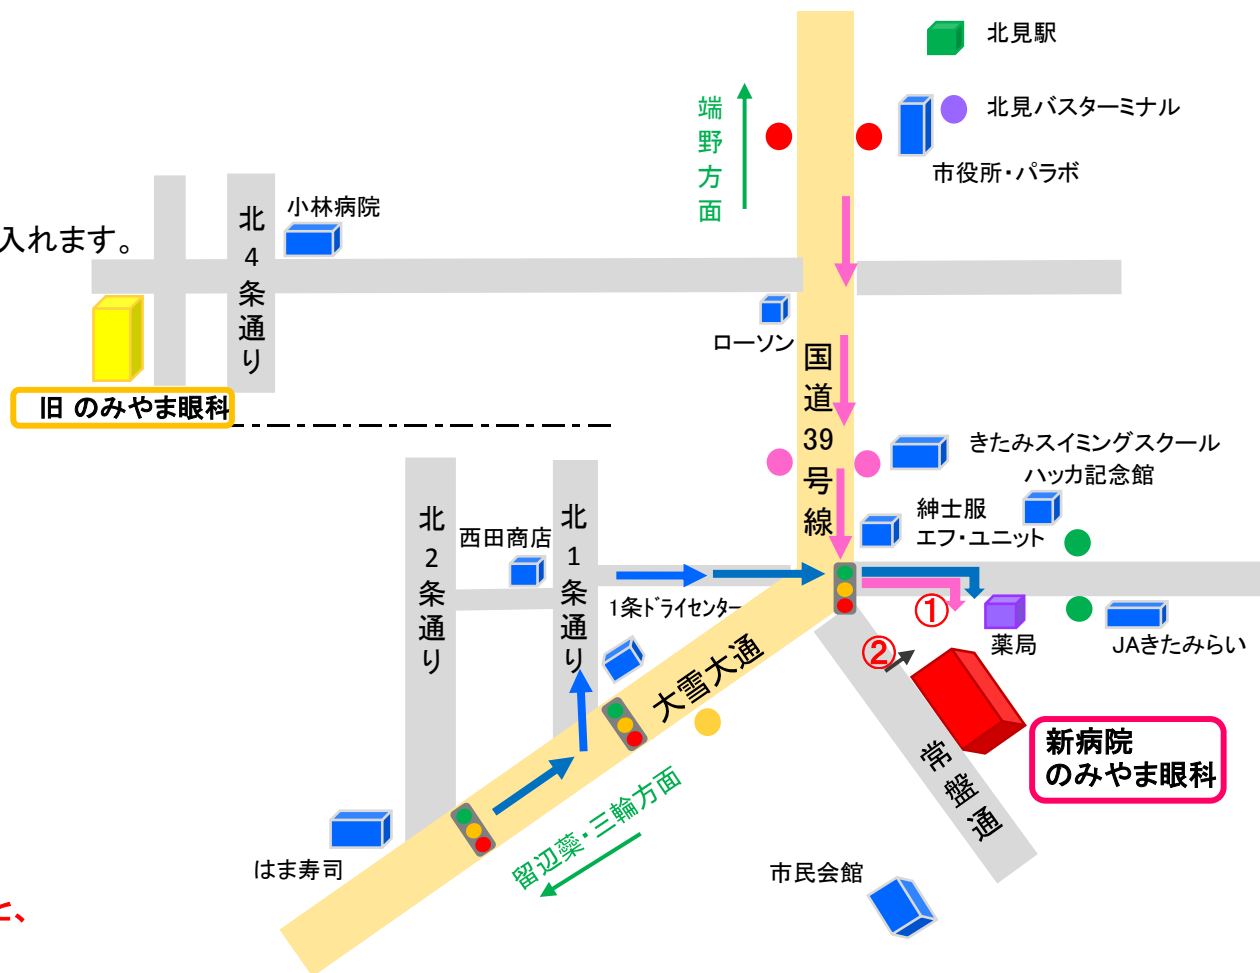 北見駅
北見バスターミナル
市役所・パラボ
端野方面
小林病院
北4条通り
入れます。
ローソン
国道39号線
旧 のみやま眼科
きたみスイミングスクール
ハッカ記念館
紳士服
エフ・ユニット
北2条通り
西田商店
北1条通り
1条ドライセンター
①
薬局
JAきたみらい
②
大雪大通
新病院
のみやま眼科
常盤通
留辺蘂・三輪方面
はま寿司
市民会館
と、